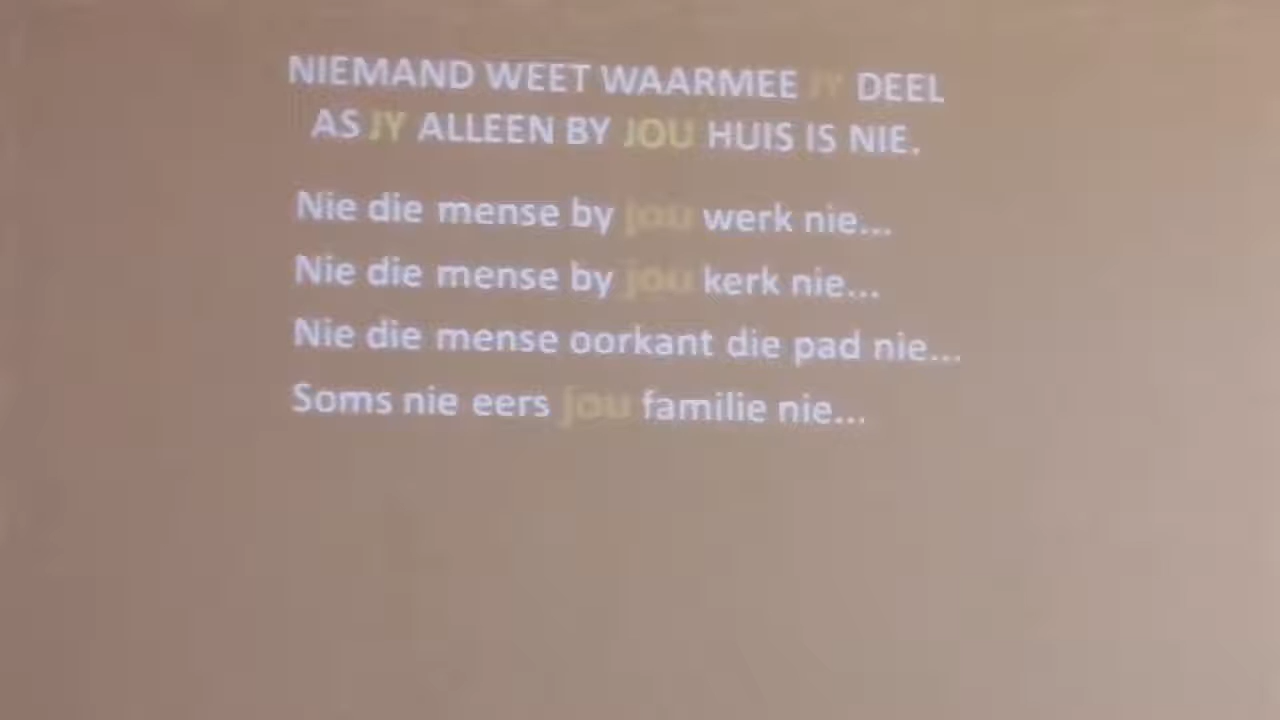 NIEMAND WEET WAARMEE JY DEEL
AS JY ALLEEN BY JOU HUIS IS NIE.
Nie die mense by jou werk nie...
Nie die mense by jou kerk nie...
Nie die mense oorkant die pad nie...
Soms nie eers jou familie nie...